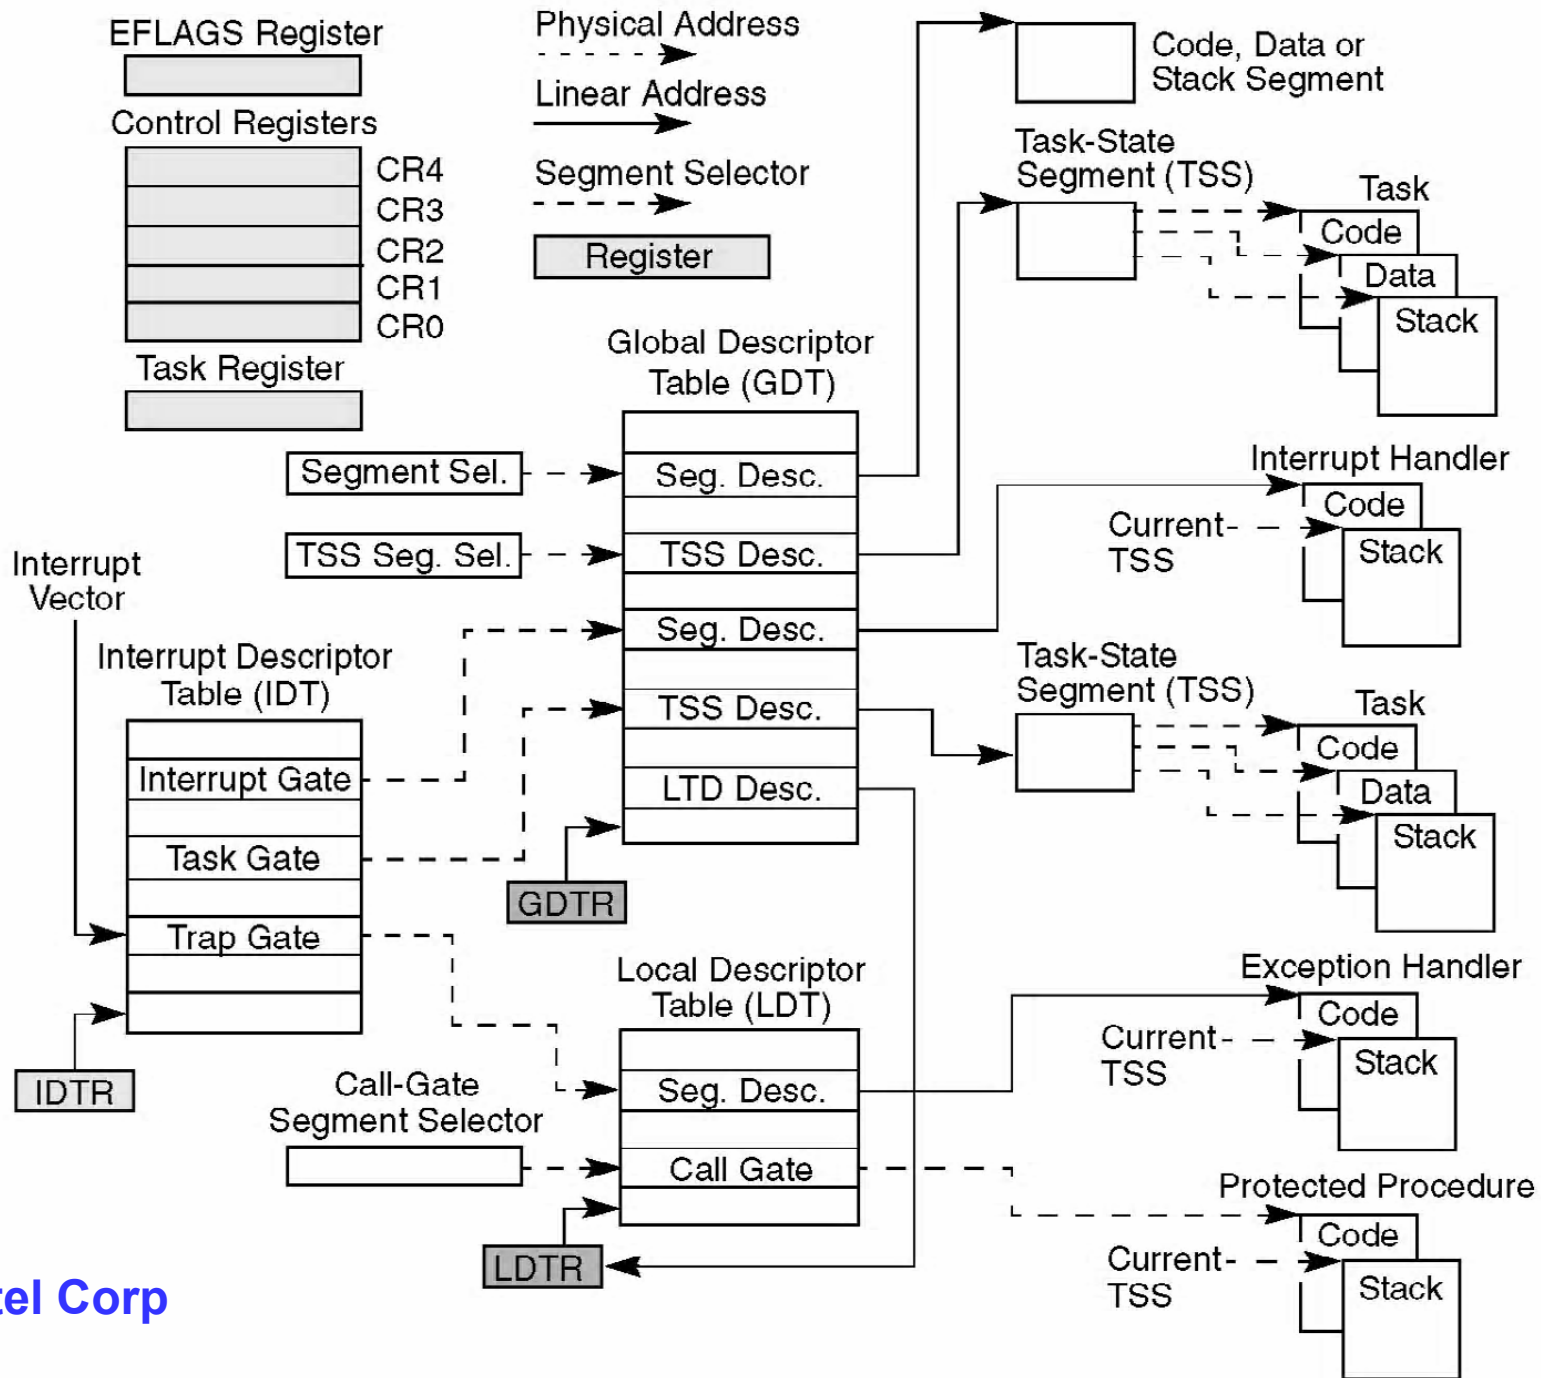 EFLAGS Register
Control Registers
CR4
CR3
CR2
CR1
CR0
Task Register
Physical Address
Linear Address
Segment Selector
Register
Code, Data or
Stack Segment
Task-State
Segment (TSS)
Task
Code
Data
Stack
Global Descriptor
Table (GDT)
Segment Sel.
Seg. Desc.
TSS Seg. Sel.
TSS Desc.
Seg. Desc.
TSS Desc.
LTD Desc.
GDTR
Interrupt Handler
Code
Current
TSS
Stack
Interrupt
Vector
Interrupt Descriptor
Table (IDT)
Interrupt Gate
Task Gate
Trap Gate
IDTR
Task-State
Segment (TSS)
Task
Code
Data
Stack
Local Descriptor
Table (LDT)
Seg. Desc.
Call Gate
Call-Gate
Segment Selector
LDTR
Exception Handler
Code
Current
TSS
Stack
Protected Procedure
Code
Current
TSS
Stack
tel Corp